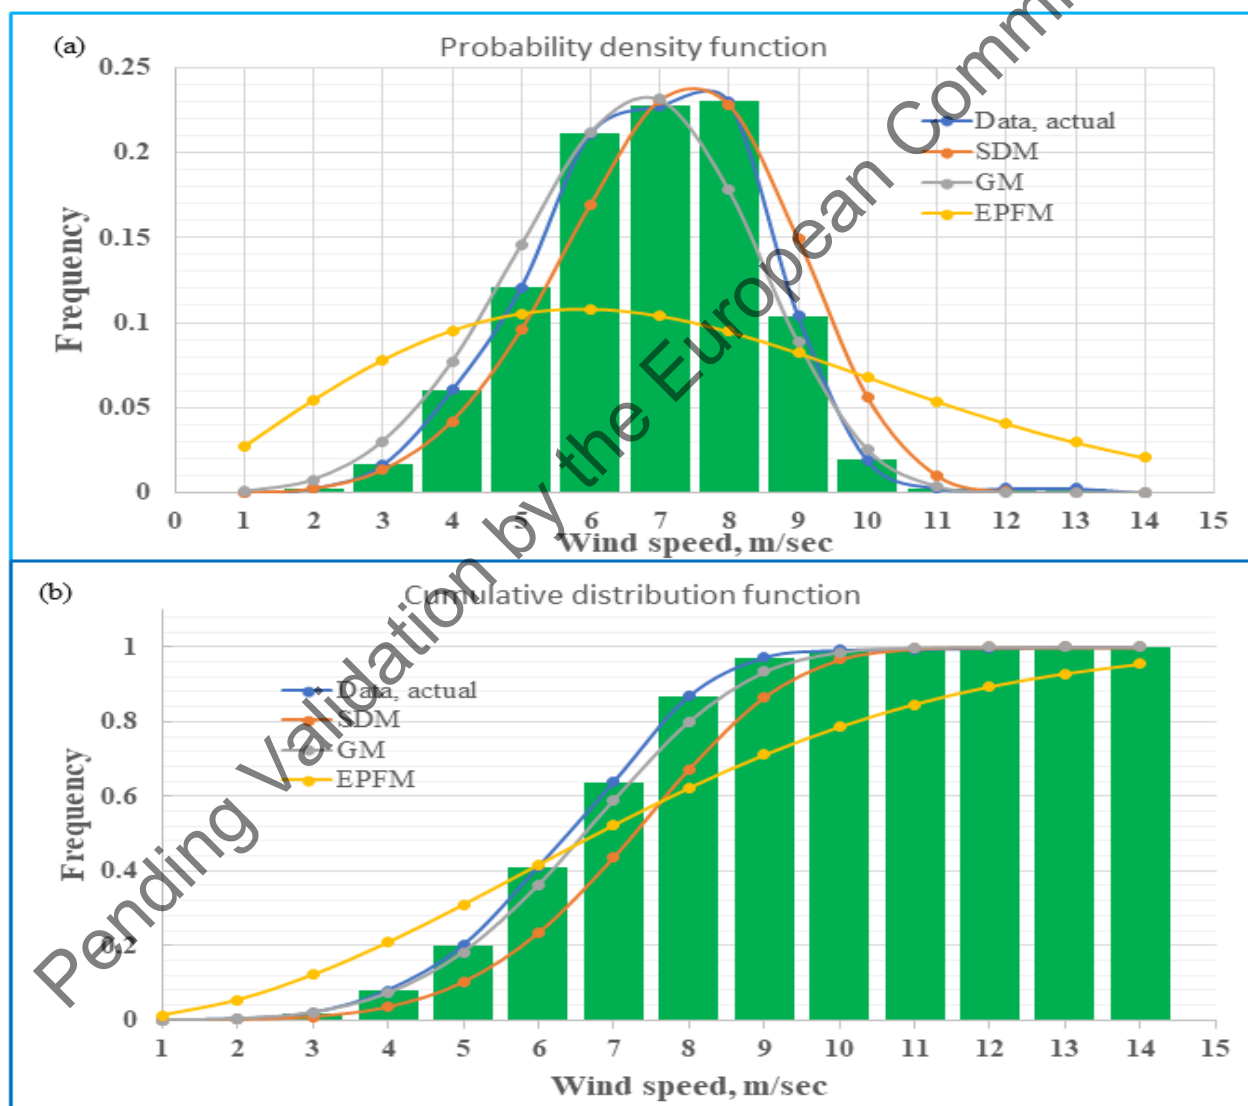 (a)
Probability density function
0.25
0.2
0.15
0.1
0.05
0
Frequency
Data, actual
SDM
GM
EPFM
0 1 2 3 4 5 6 7 8 9 10 11 12 13 14 15
Wind speed, m/sec
(b)
Cumulative distribution function
1
0.8
0.6
0.4
0.2
0
Frequency
Data, actual
SDM
GM
EPFM
1 2 3 4 5 6 7 8 9 10 11 12 13 14 15
Wind speed, m/sec
Pending Validation by the European Comm